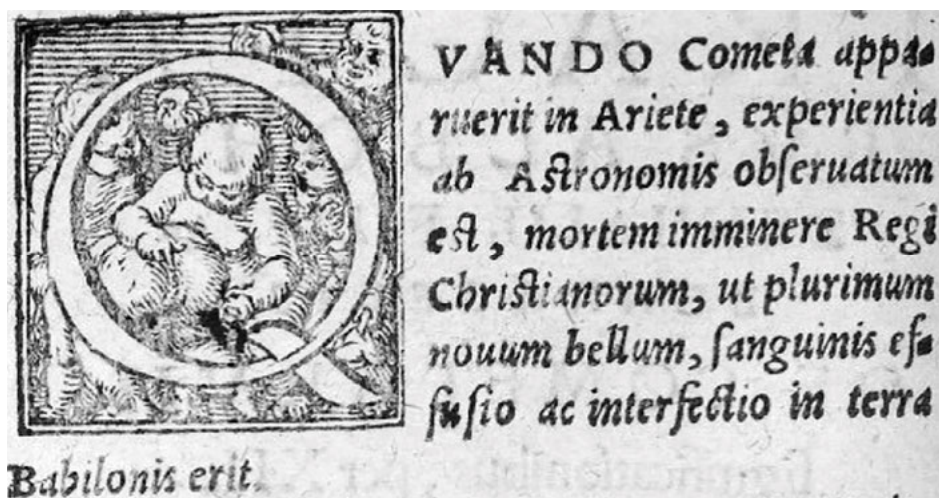 QVANDO Cometa appa-
ruerit in Ariete, experientia
ab Astronomis obſeruatum
est, mortem imminere Regi
Christianorum, ut plurimum
nouum bellum, ſanguinis ef-
fuſio ac interfectio in terra
Babilonis erit.